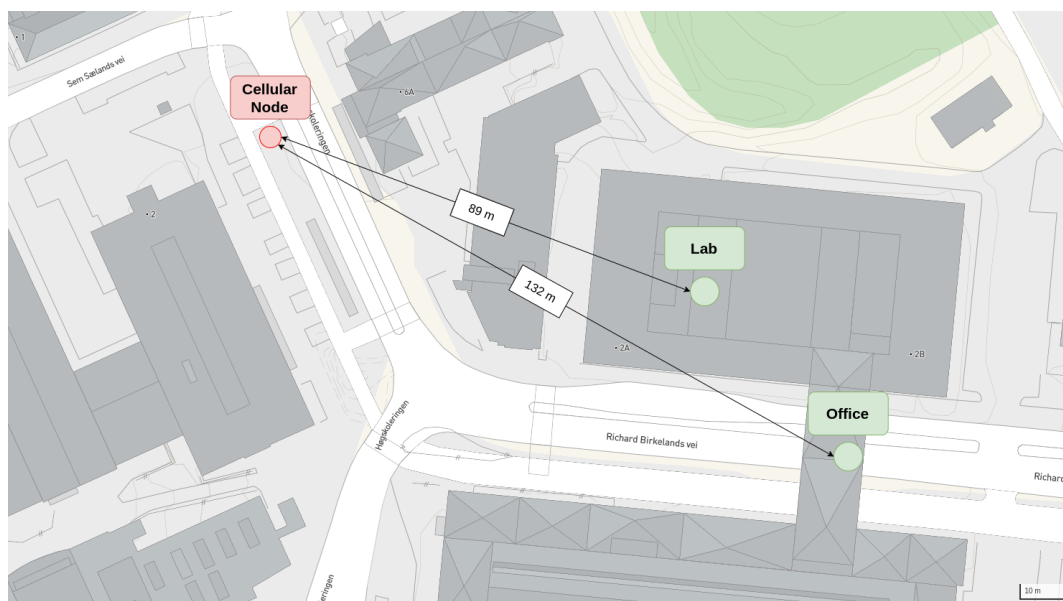 1
Sem Sælands vei
Cellular
Node
6A
koleringen
2
89 m
Lab
132 m
2A
2B
Office
Høgskoleringen
Richard Birkelands vei
Richard
eringen
10 m